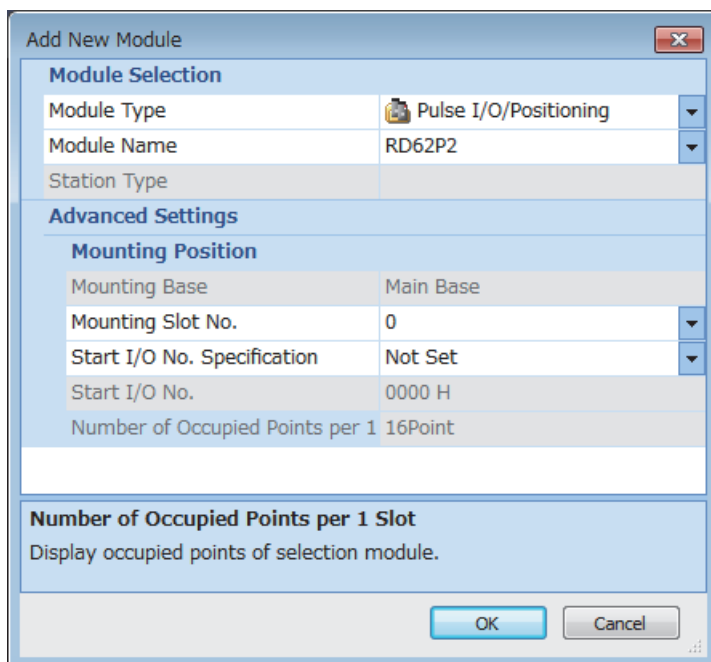 Add New Module
Module Selection
Module Type Pulse I/O/Positioning
Module Name RD62P2
Station Type
Advanced Settings
Mounting Position
Mounting Base Main Base
Mounting Slot No. 0
Start I/O No. Specification Not Set
Start I/O No. 0000 H
Number of Occupied Points per 1 16Point
Number of Occupied Points per 1 Slot
Display occupied points of selection module.
OK Cancel